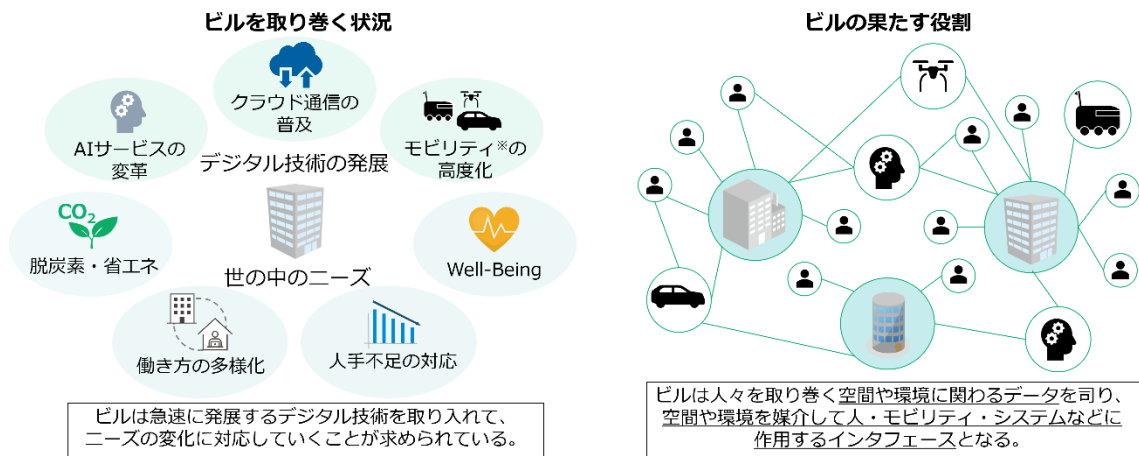 ビルを取り巻く状況
クラウド通信の
普及
AIサービスの
変革
モビリティ※の
高度化
デジタル技術の発展
CO₂
脱炭素・省エネ
Well-Being
世の中のニーズ
働き方の多様化
人手不足の対応
ビルは急速に発展するデジタル技術を取り入れて、
ニーズの変化に対応していくことが求められている。
ビルの果たす役割
ビルは人々を取り巻く空間や環境に関わるデータを司り、
空間や環境を媒介して人・モビリティ・システムなどに
作用するインタフェースとなる。